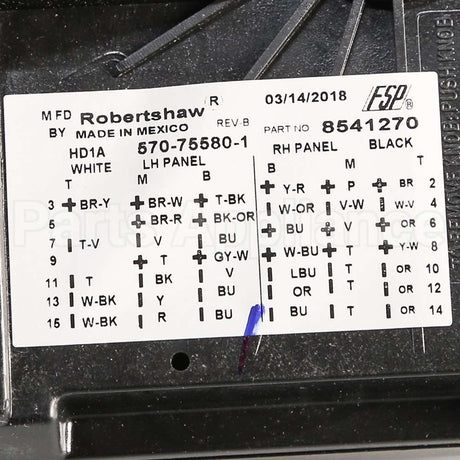 MFD Robertshaw R 03/14/2018 FSP ®
BY MADE IN MEXICO REV-B PART NO 8541270
HD1A 570-75580-1 RH PANEL BLACK
WHITE LH PANEL
T M B B M T
3 BR-Y BR-W T-BK Y-R P BR 2
5 BR-R BK-OR W-OR V-W W-V 4
7 T-V V BU BU V OR 6
9 T GY-W W-BU T Y-W 8
11 T BK V LBU T OR 10
13 W-BK Y BU OR T OR 12
15 W-BK R BU BU T OR 14